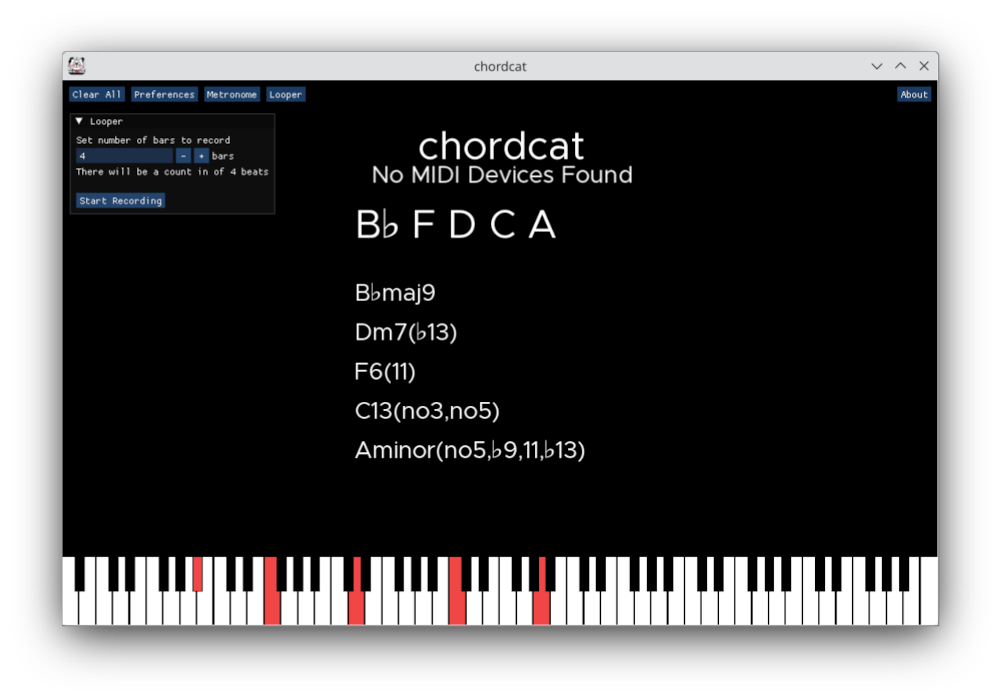 chordcat
Clear All Preferences Metronome Looper About
▼ Looper
Set number of bars to record
4 - + bars
There will be a count in of 4 beats
Start Recording
chordcat
No MIDI Devices Found
B♭ F D C A
B♭maj9
Dm7(♭13)
F6(11)
C13(no3,no5)
Aminor(no5,♭9,11,♭13)